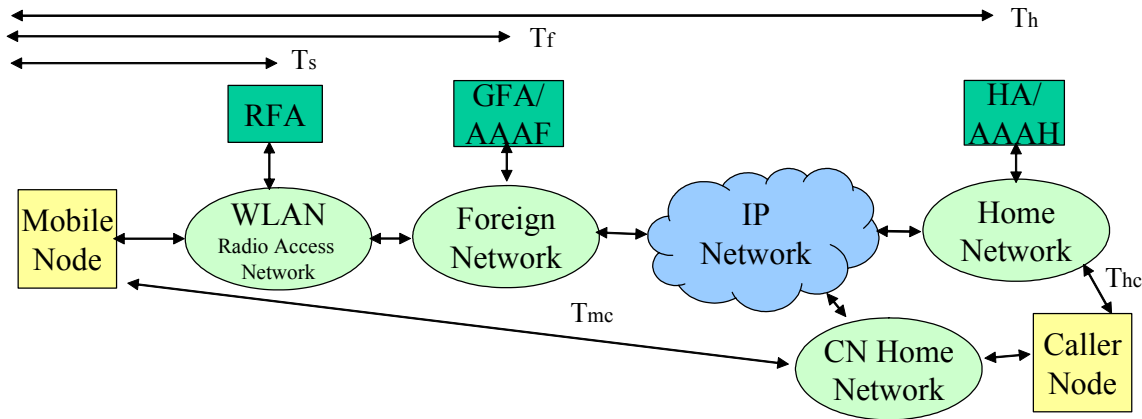 Th
Tf
Ts
RFA
GFA/
AAAF
HA/
AAAH
Mobile
Node
WLAN
Radio Access
Network
Foreign
Network
IP
Network
Home
Network
Thc
Tmc
CN Home
Network
Caller
Node